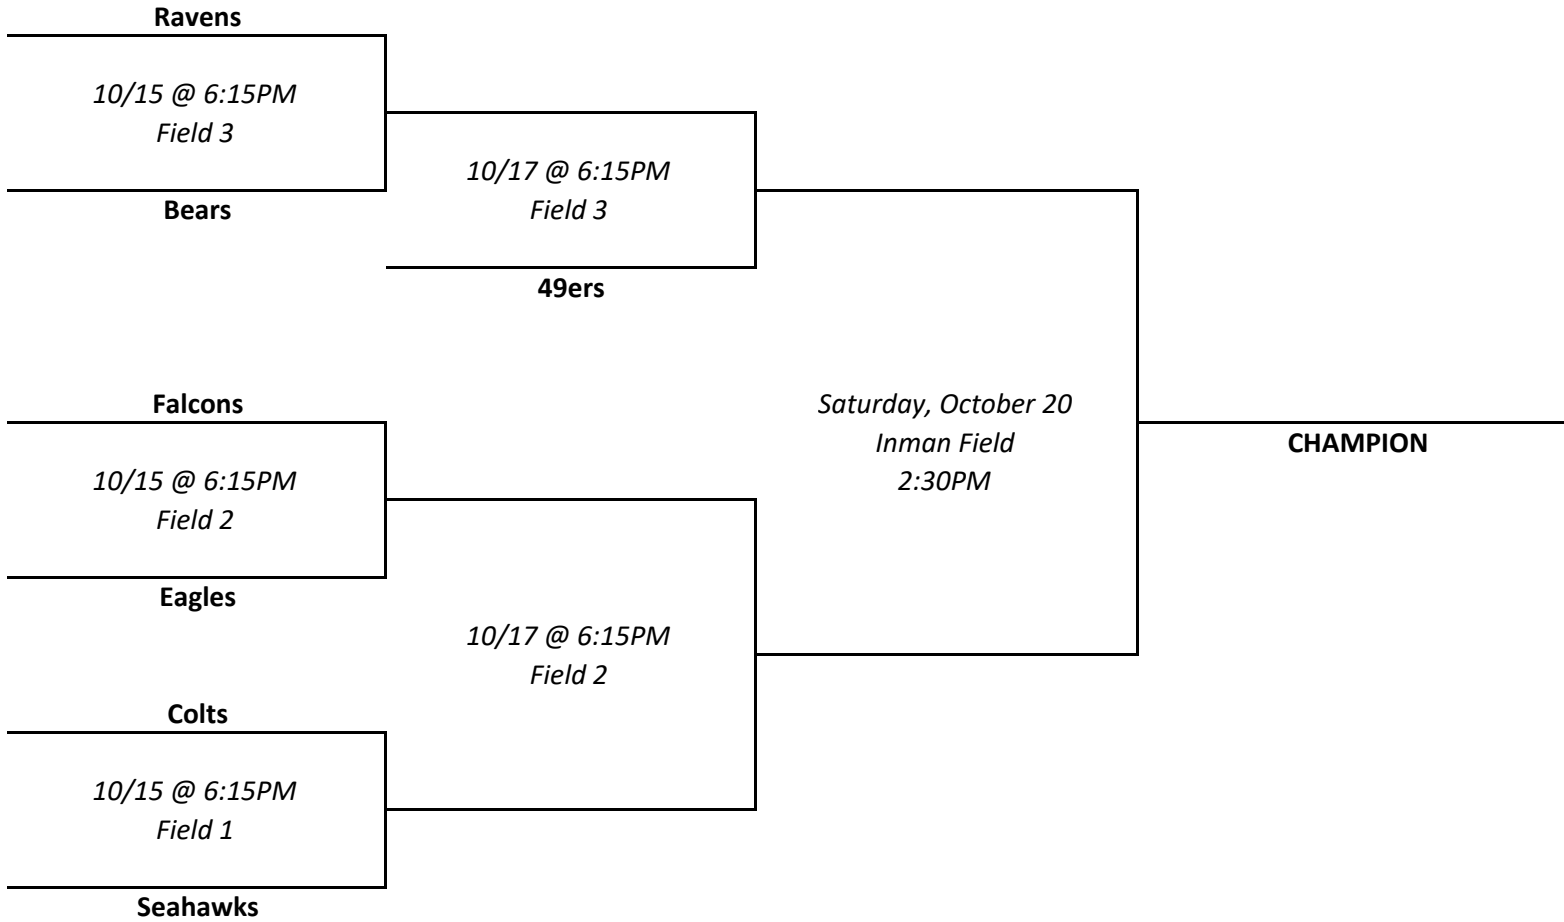 Ravens
10/15 @ 6:15PM
Field 3
Bears
10/17 @ 6:15PM
Field 3
49ers
Falcons
10/15 @ 6:15PM
Field 2
Eagles
10/17 @ 6:15PM
Field 2
Colts
10/15 @ 6:15PM
Field 1
Seahawks
Saturday, October 20
Inman Field
2:30PM
CHAMPION